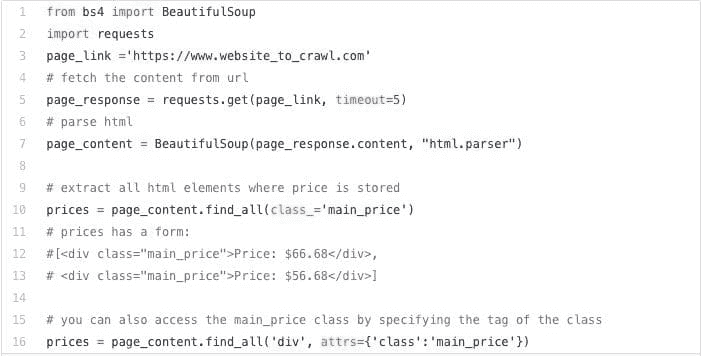 1 from bs4 import BeautifulSoup
2 import requests
3 page_link ='https://www.website_to_crawl.com'
4 # fetch the content from url
5 page_response = requests.get(page_link, timeout=5)
6 # parse html
7 page_content = BeautifulSoup(page_response.content, "html.parser")
8
9 # extract all html elements where price is stored
10 prices = page_content.find_all(class_='main_price')
11 # prices has a form:
12 #[<div class="main_price">Price: $66.68</div>,
13 # <div class="main_price">Price: $56.68</div>]
14
15 # you can also access the main_price class by specifying the tag of the class
16 prices = page_content.find_all('div', attrs={'class':'main_price'})